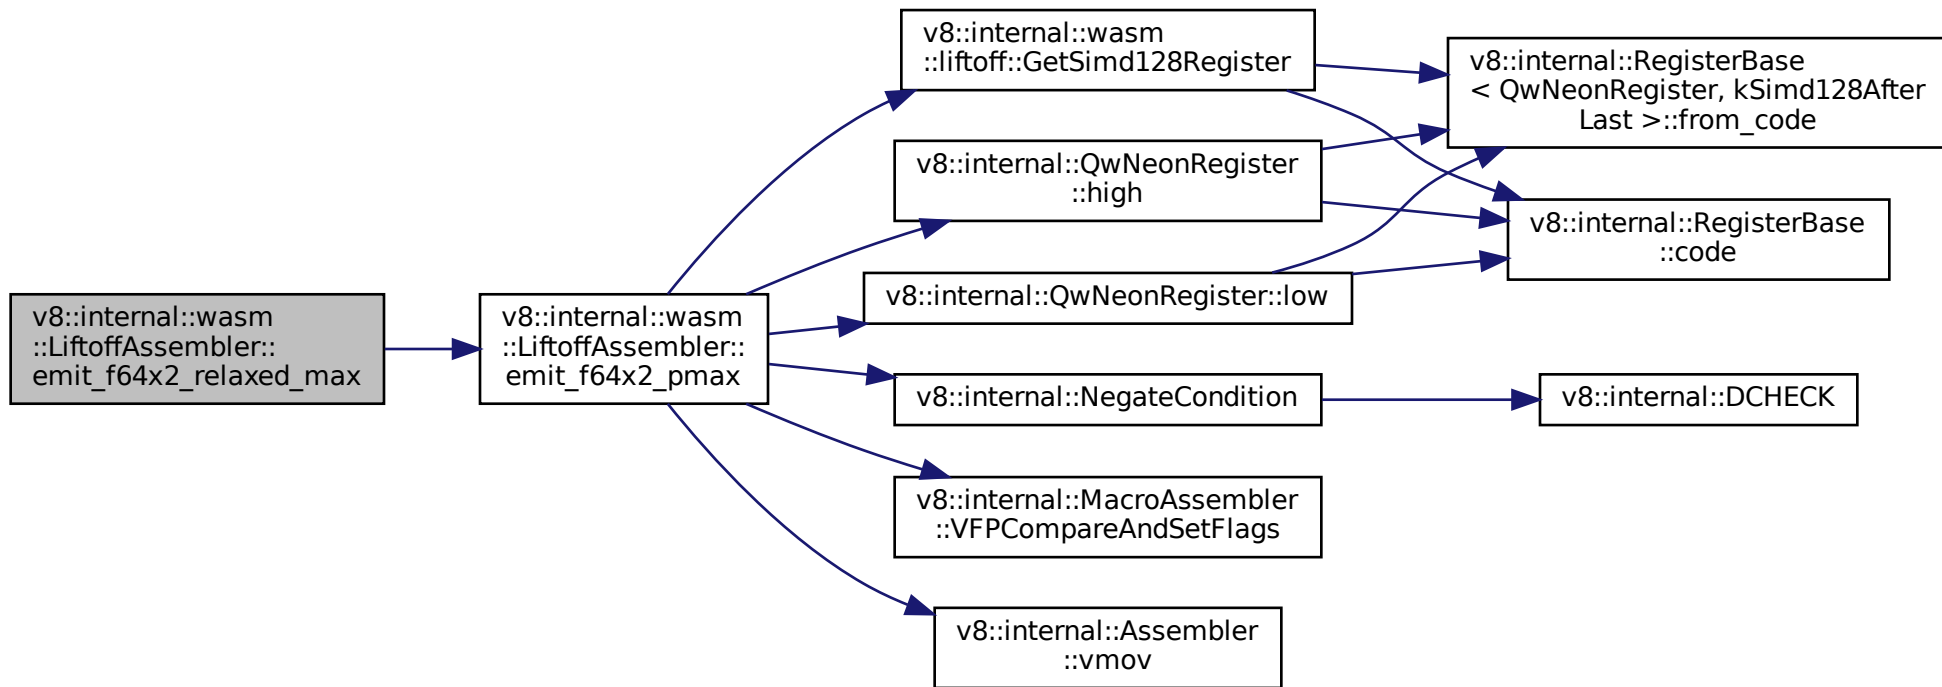 v8::internal::wasm
::LiftoffAssembler::
emit_f64x2_relaxed_max
v8::internal::wasm
::LiftoffAssembler::
emit_f64x2_pmax
v8::internal::wasm
::liftoff::GetSimd128Register
v8::internal::QwNeonRegister
::high
v8::internal::QwNeonRegister::low
v8::internal::NegateCondition
v8::internal::MacroAssembler
::VFPCompareAndSetFlags
v8::internal::Assembler
::vmov
v8::internal::RegisterBase
< QwNeonRegister, kSimd128After
Last >::from_code
v8::internal::RegisterBase
::code
v8::internal::DCHECK